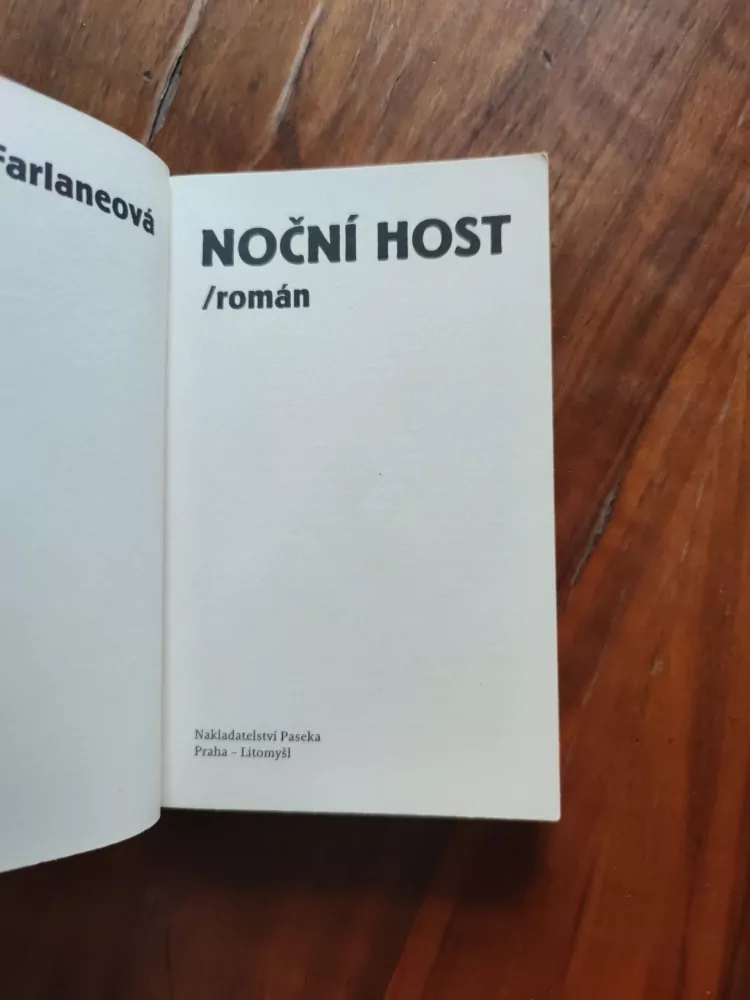 Farlaneová
NOČNÍ HOST
/román
Nakladatelství Paseka
Praha – Litomyšl